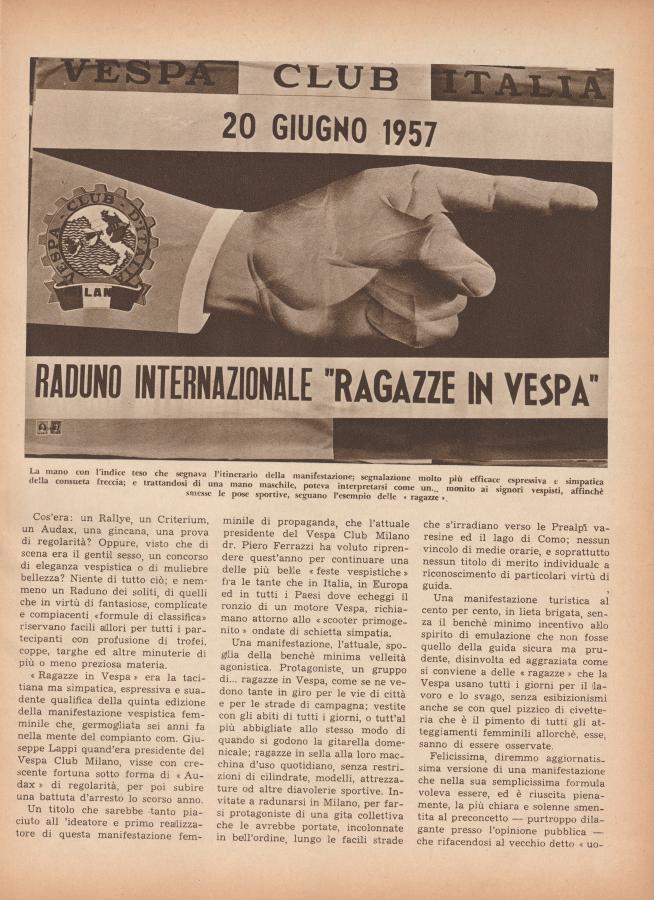 VESPA CLUB ITALIA
20 GIUGNO 1957
VESPA - CLUB - D'ITALIA
LAN
RADUNO INTERNAZIONALE "RAGAZZE IN VESPA"
La mano con l'indice teso che segnava l'itinerario della manifestazione; segnalazione molto più efficace espressiva e simpatica
della consueta freccia; e trattandosi di una mano maschile, poteva interpretarsi come un... monito ai signori vespisti, affinchè
smesse le pose sportive, seguano l'esempio delle « ragazze ».
Cos'era: un Rallye, un Criterium,
un Audax, una gincana, una prova
di regolarità? Oppure, visto che di
scena era il gentil sesso, un concorso
di eleganza vespistica o di muliebre
bellezza? Niente di tutto ciò; e nem-
meno un Raduno dei soliti, di quelli
che in virtù di fantasiose, complicate
e compiacenti «formule di classifica»
riservano facili allori per tutti i par-
tecipanti con profusione di trofei,
coppe, targhe ed altre minuterie di
più o meno preziosa materia.
« Ragazze in Vespa » era la taci-
tiana ma simpatica, espressiva e sua-
dente qualifica della quinta edizione
della manifestazione vespistica fem-
minile che, germogliata sei anni fa
nella mente del compianto com. Giu-
seppe Lappi quand'era presidente del
Vespa Club Milano, visse con cre-
scente fortuna sotto forma di « Au-
dax » di regolarità, per poi subire
una battuta d'arresto lo scorso anno.
Un titolo che sarebbe tanto pia-
ciuto all 'ideatore e primo realizza-
tore di questa manifestazione fem-
minile di propaganda, che l'attuale
presidente del Vespa Club Milano
dr. Piero Ferrazzi ha voluto ripren-
dere quest'anno per continuare una
delle più belle « feste vespistiche »
fra le tante che in Italia, in Europa
ed in tutti i Paesi dove echeggi il
ronzio di un motore Vespa, richia-
mano attorno allo « scooter primoge-
nito » ondate di schietta simpatia.
Una manifestazione, l'attuale, spo-
glia della benchè minima velleità
agonistica. Protagoniste, un gruppo
di... ragazze in Vespa, come se ne ve-
dono tante in giro per le vie di città
e per le strade di campagna; vestite
con gli abiti di tutti i giorni, o tutt'al
più abbigliate allo stesso modo di
quando si godono la gitarella dome-
nicale; ragazze in sella alla loro mac-
china d'uso quotidiano, senza restri-
zioni di cilindrate, modelli, attrezza-
ture od altre diavolerie sportive. In-
vitate a radunarsi in Milano, per far-
si protagoniste di una gita collettiva
che le avrebbe portate, incolonnate
in bell'ordine, lungo le facili strade
che s'irradiano verso le Prealpi va-
resine ed il lago di Como; nessun
vincolo di medie orarie, e soprattutto
nessun titolo di merito individuale a
riconoscimento di particolari virtù di
guida.
Una manifestazione turistica al
cento per cento, in lieta brigata, sen-
za il benchè minimo incentivo allo
spirito di emulazione che non fosse
quello della guida sicura ma pru-
dente, disinvolta ed aggraziata come
si conviene a delle « ragazze » che la
Vespa usano tutti i giorni per il la-
voro e lo svago, senza esibizionismi
anche se con quel pizzico di civette-
ria che è il pimento di tutti gli at-
teggiamenti femminili allorchè. esse,
sanno di essere osservate.
Felicissima, diremmo aggiornatis-
sima versione di una manifestazione
che nella sua semplicissima formula
voleva essere, ed è riuscita piena-
mente, la più chiara e solenne smen-
tita al preconcetto — purtroppo dila-
gante presso l'opinione pubblica —
che rifacendosi al vecchio detto « uo-